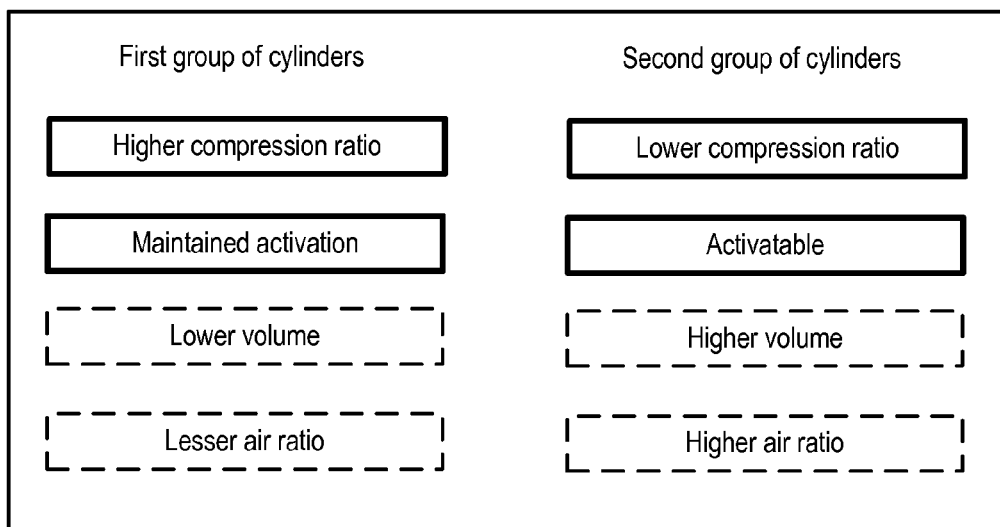 First group of cylinders
Second group of cylinders
Higher compression ratio
Lower compression ratio
Maintained activation
Activatable
Lower volume
Higher volume
Lesser air ratio
Higher air ratio